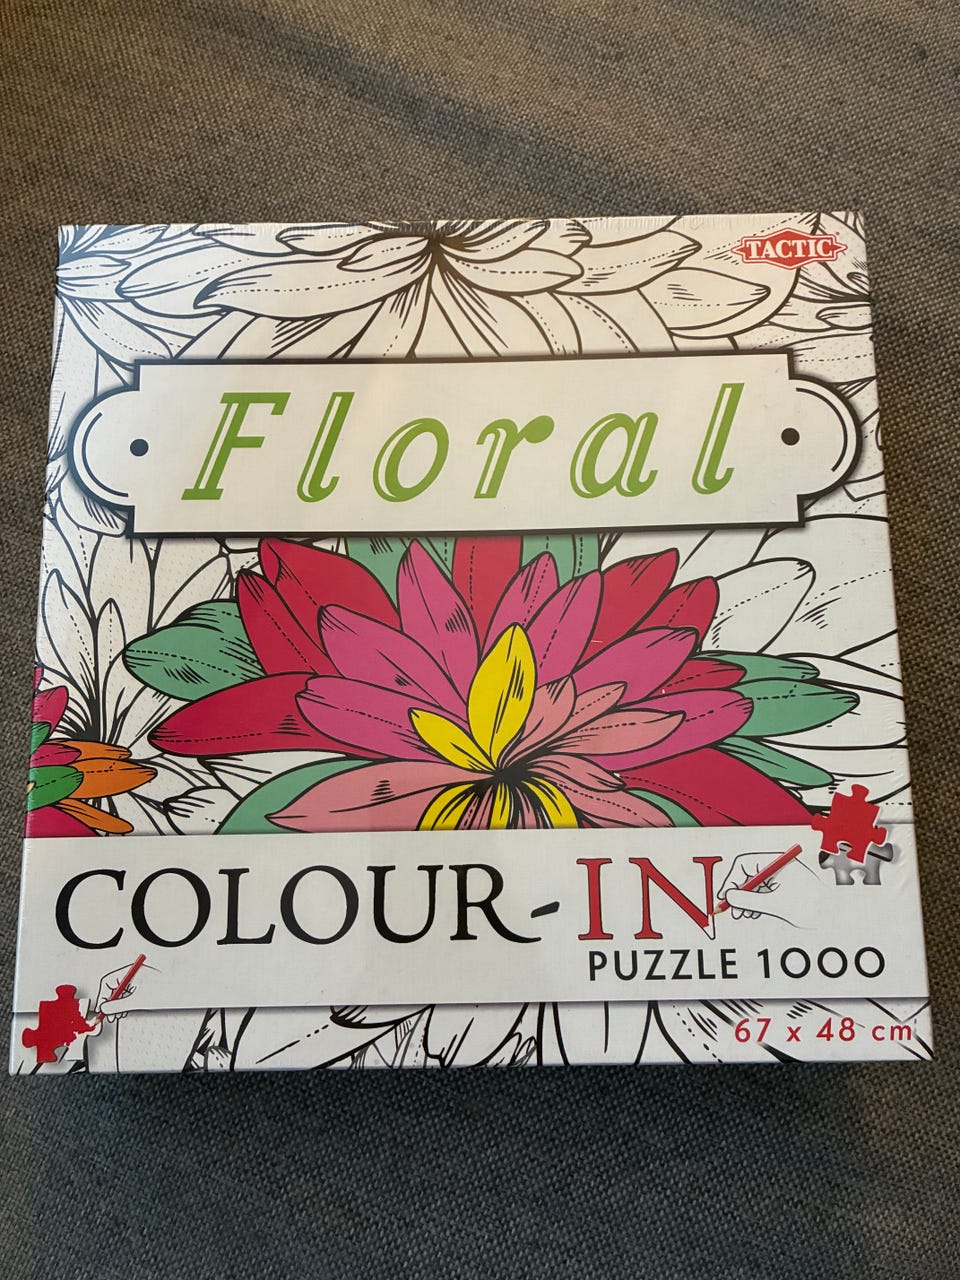 TACTIC
Floral
COLOUR-IN
PUZZLE 1000
67 x 48 cm